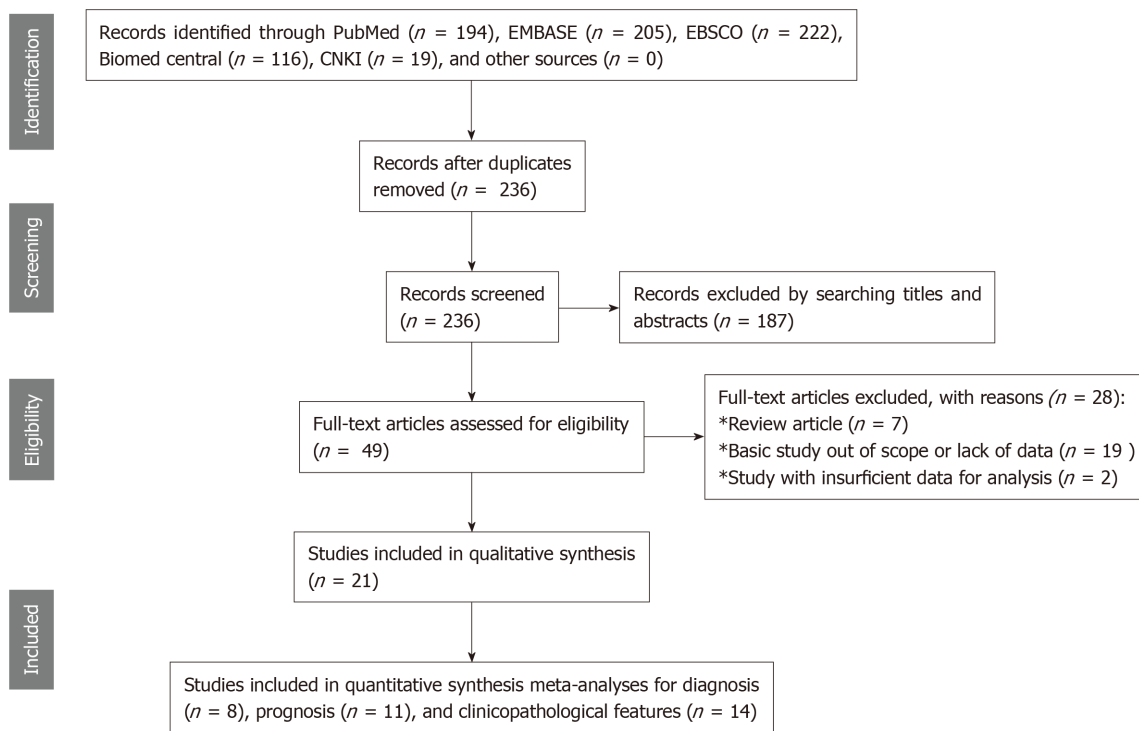 Identification
Records identified through PubMed (n = 194), EMBASE (n = 205), EBSCO (n = 222),
Biomed central (n = 116), CNKI (n = 19), and other sources (n = 0)
Records after duplicates
removed (n = 236)
Screening
Records screened
(n = 236)
Records excluded by searching titles and
abstracts (n = 187)
Eligibility
Full-text articles assessed for eligibility
(n = 49)
Full-text articles excluded, with reasons (n = 28):
*Review article (n = 7)
*Basic study out of scope or lack of data (n = 19 )
*Study with insurficient data for analysis (n = 2)
Studies included in qualitative synthesis
(n = 21)
Included
Studies included in quantitative synthesis meta-analyses for diagnosis
(n = 8), prognosis (n = 11), and clinicopathological features (n = 14)